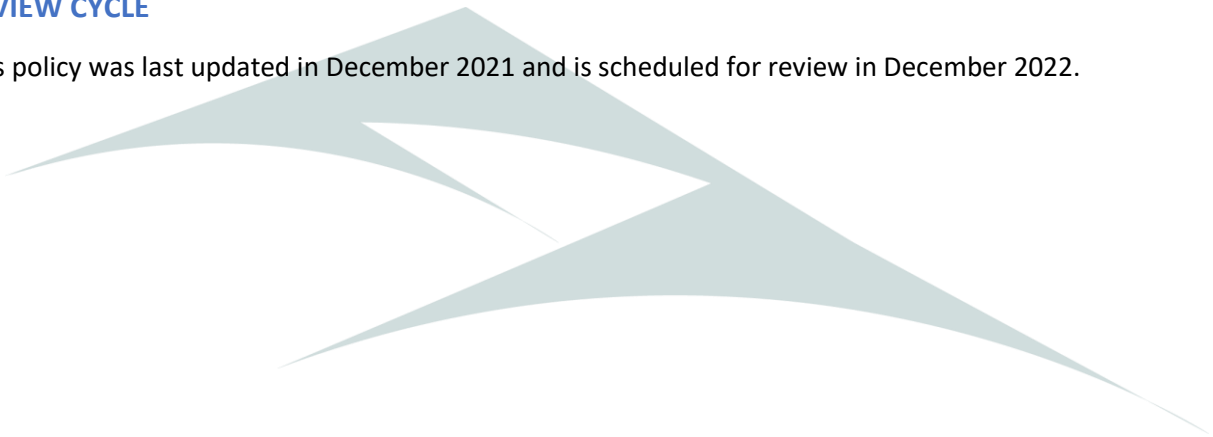 VIEW CYCLE
s policy was last updated in December 2021 and is scheduled for review in December 2022.